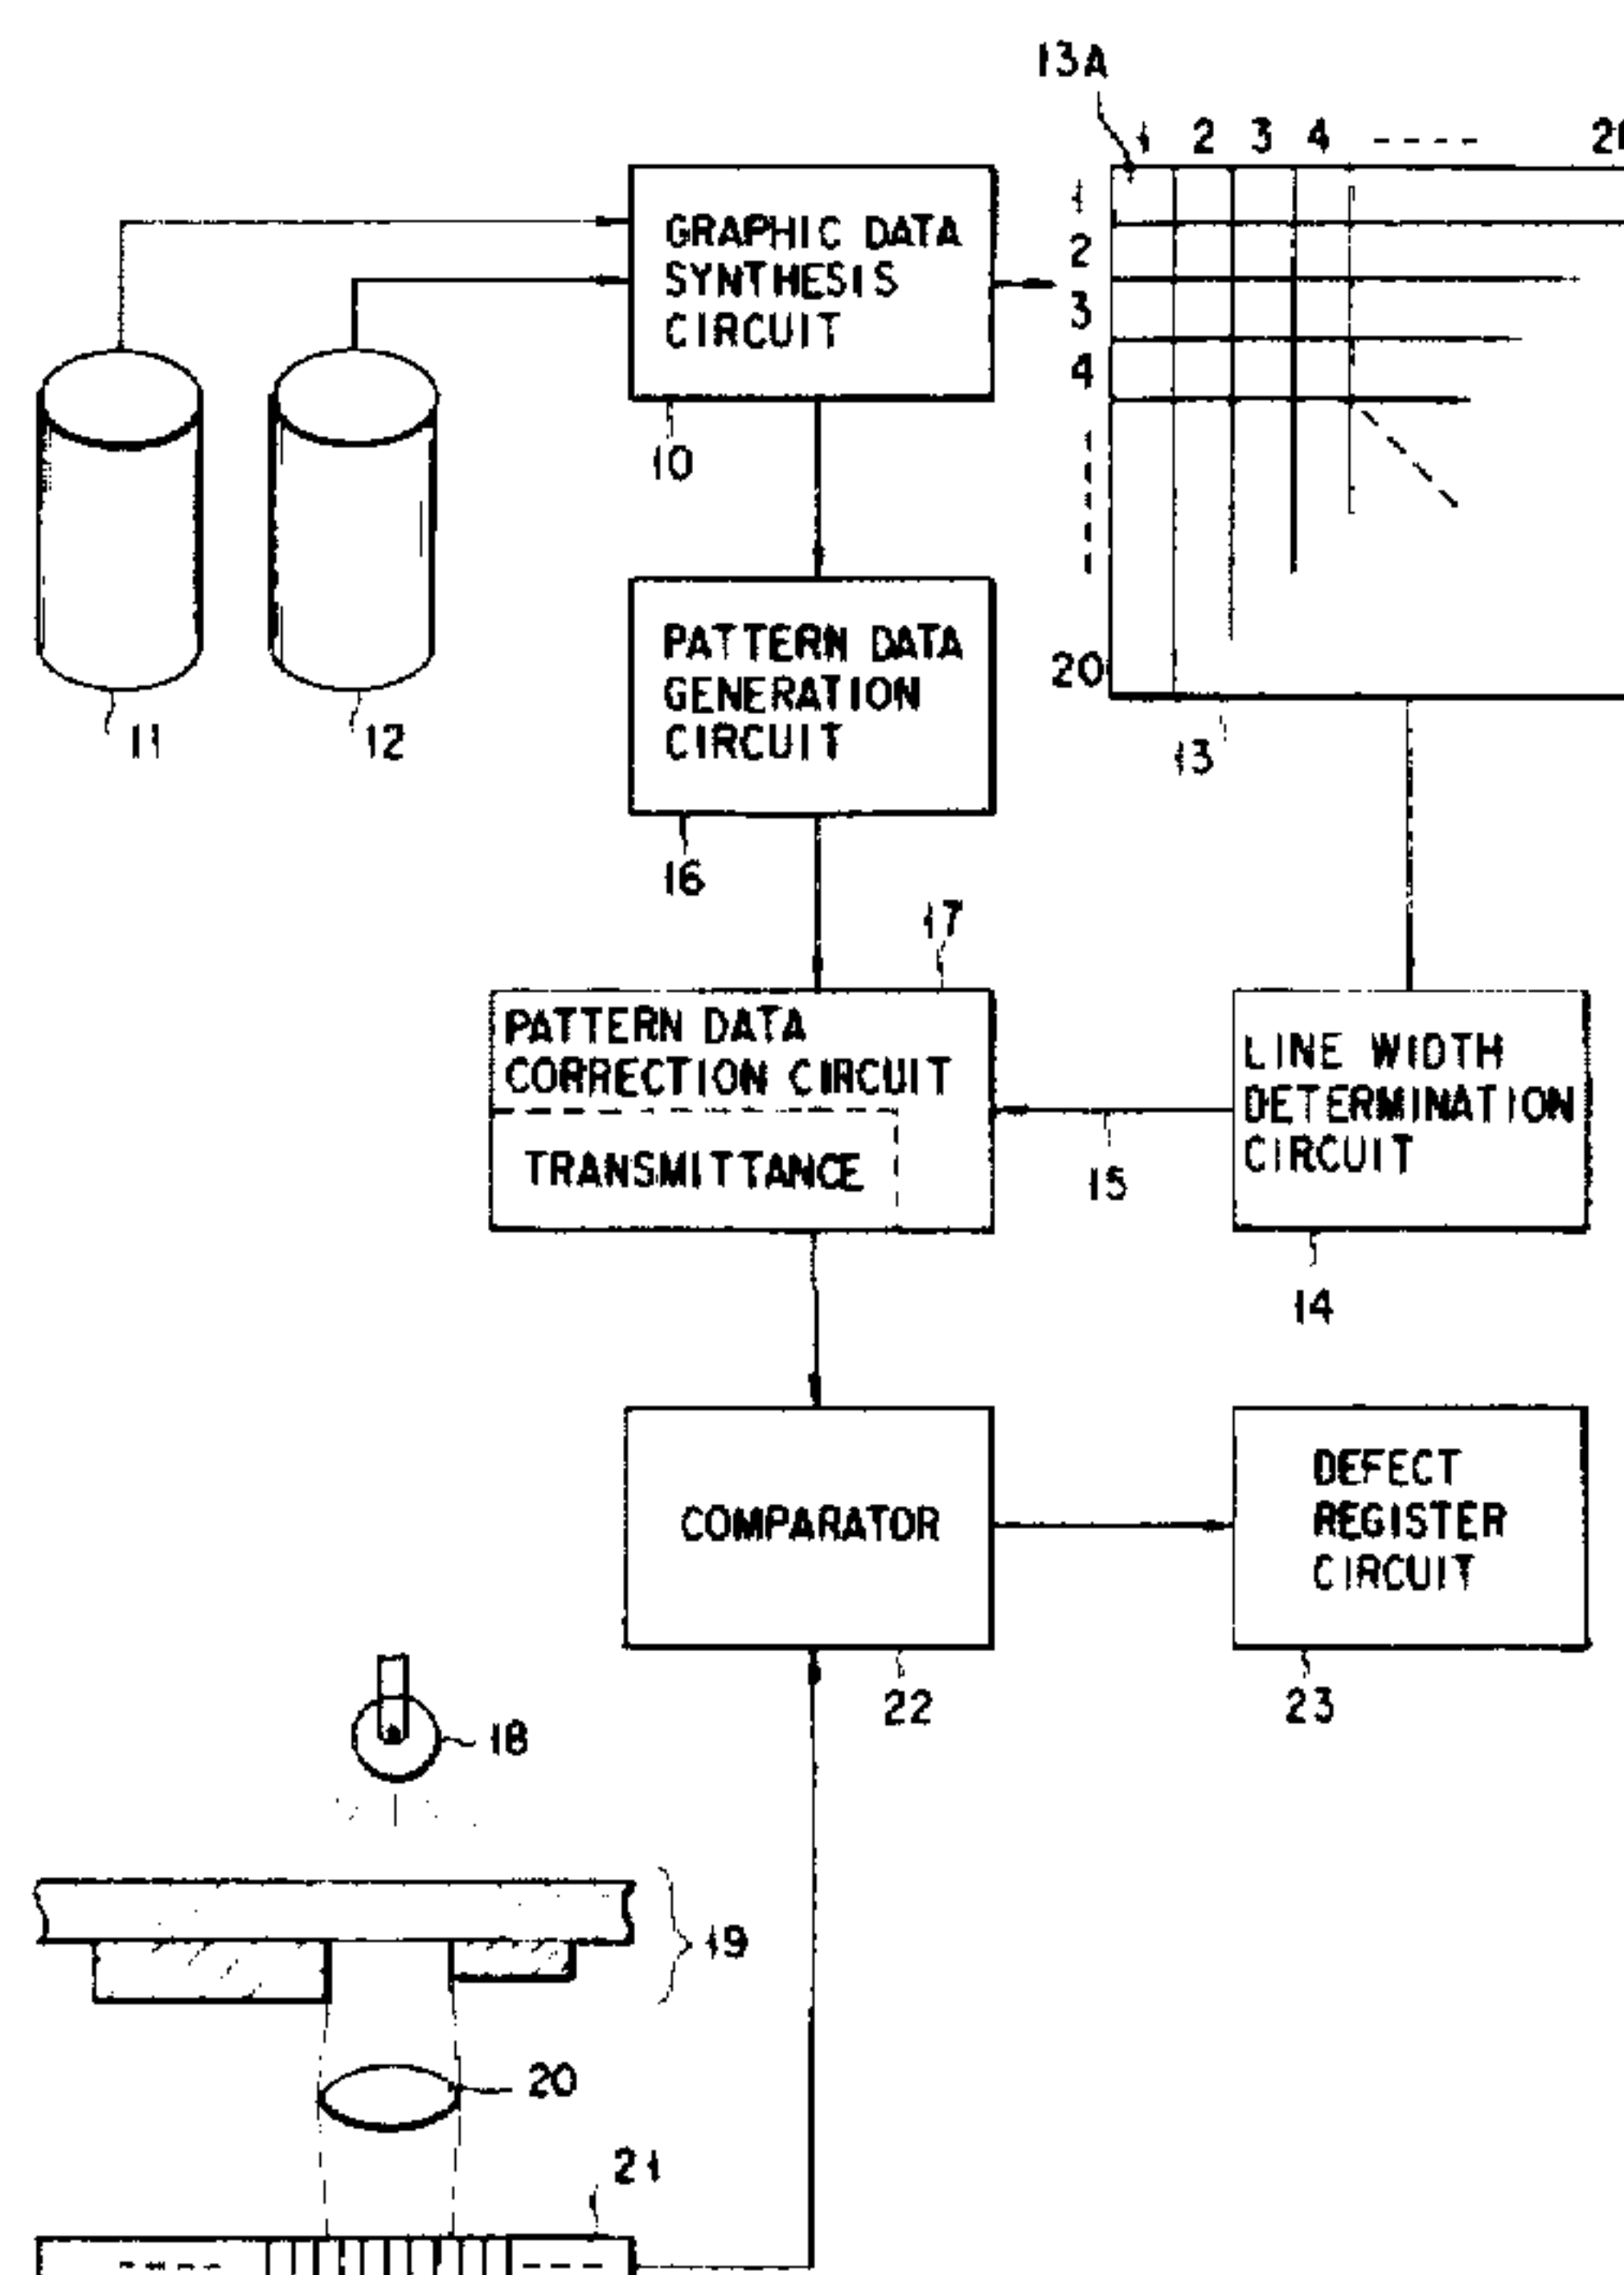 13A
1 2 3 4
1
2
3
4
20
13
GRAPHIC DATA
SYNTHESIS
CIRCUIT
10
11
12
PATTERN DATA
GENERATION
CIRCUIT
16
17
PATTERN DATA
CORRECTION CIRCUIT
TRANSMITTANCE
15
LINE WIDTH
DETERMINATION
CIRCUIT
14
COMPARATOR
22
DEFECT
REGISTER
CIRCUIT
23
18
19
20
21